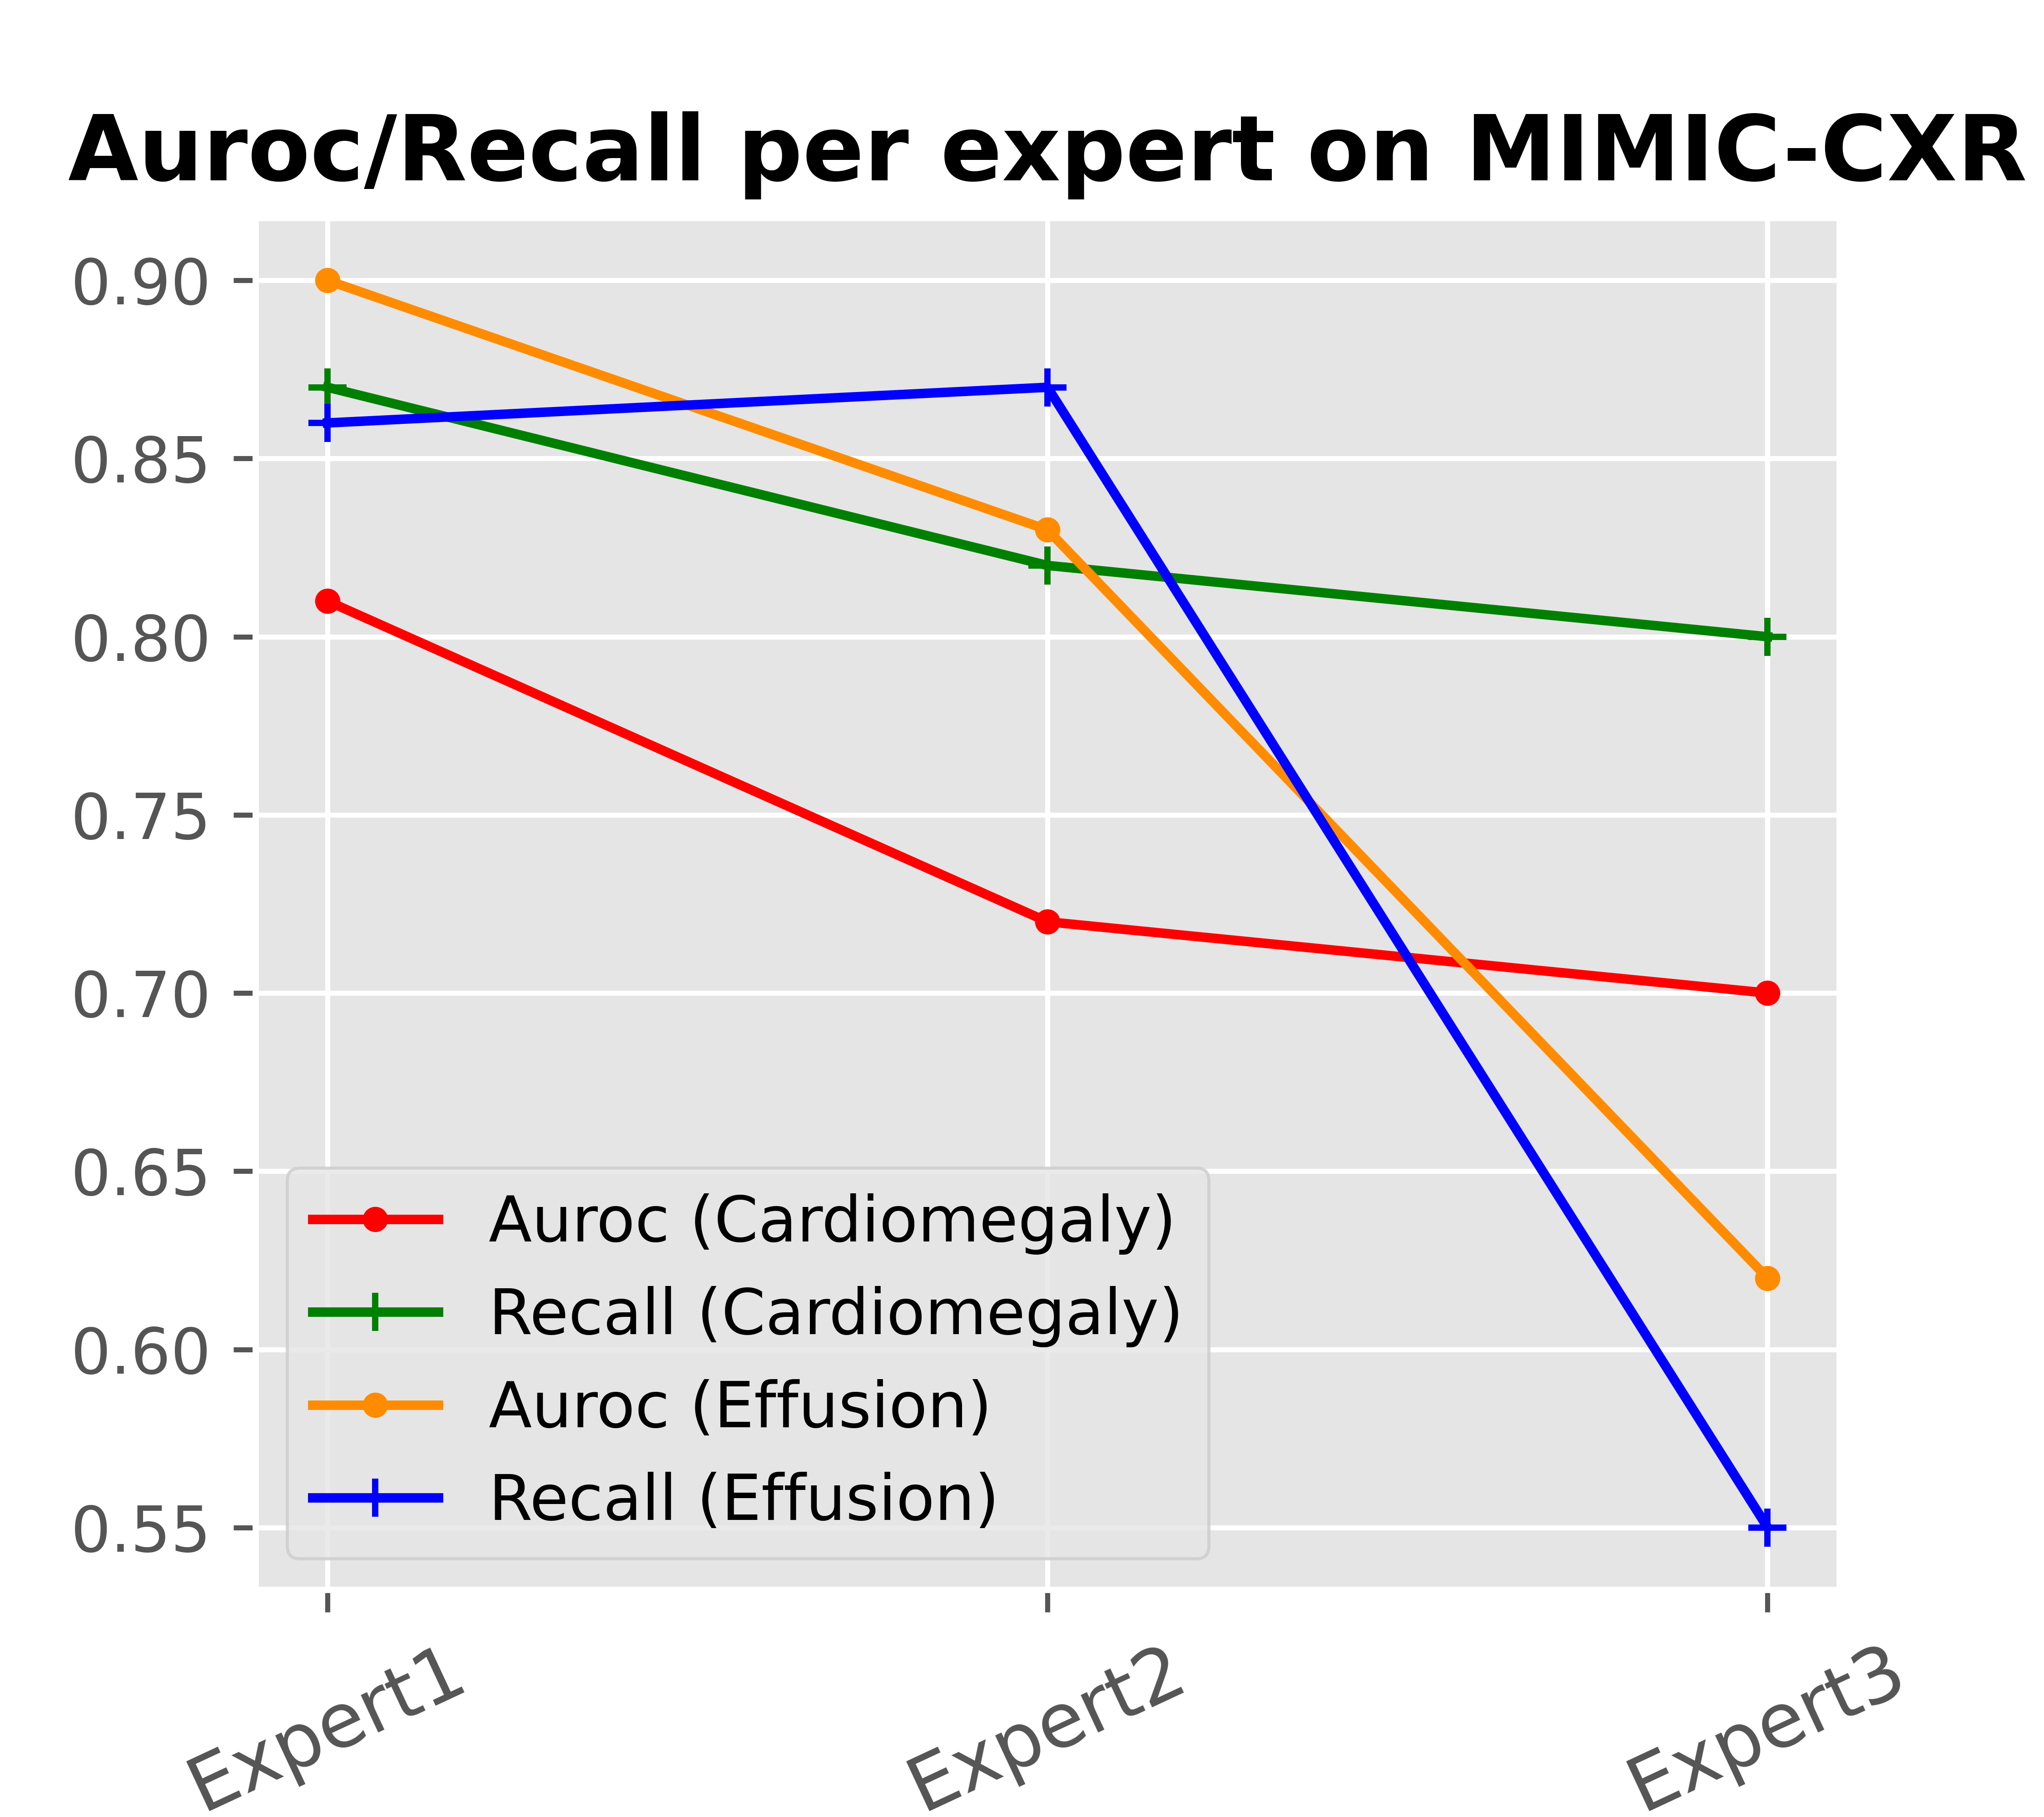 Auroc/Recall per expert on MIMIC-CXR
0.90
0.85
0.80
0.75
0.70
0.65
0.60
0.55
Auroc (Cardiomegaly)
Recall (Cardiomegaly)
Auroc (Effusion)
Recall (Effusion)
Expert1
Expert2
Expert3